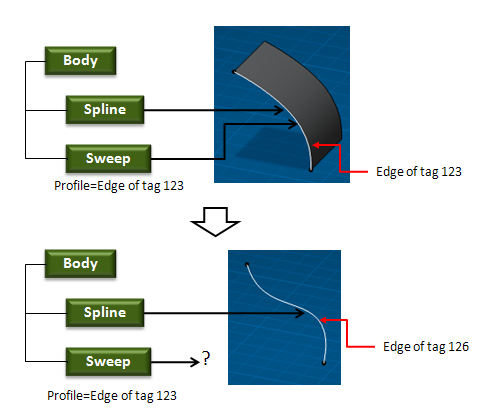 Body
Spline
Sweep
Edge of tag 123
Profile=Edge of tag 123
Body
Spline
Edge of tag 126
Sweep
?
Profile=Edge of tag 123